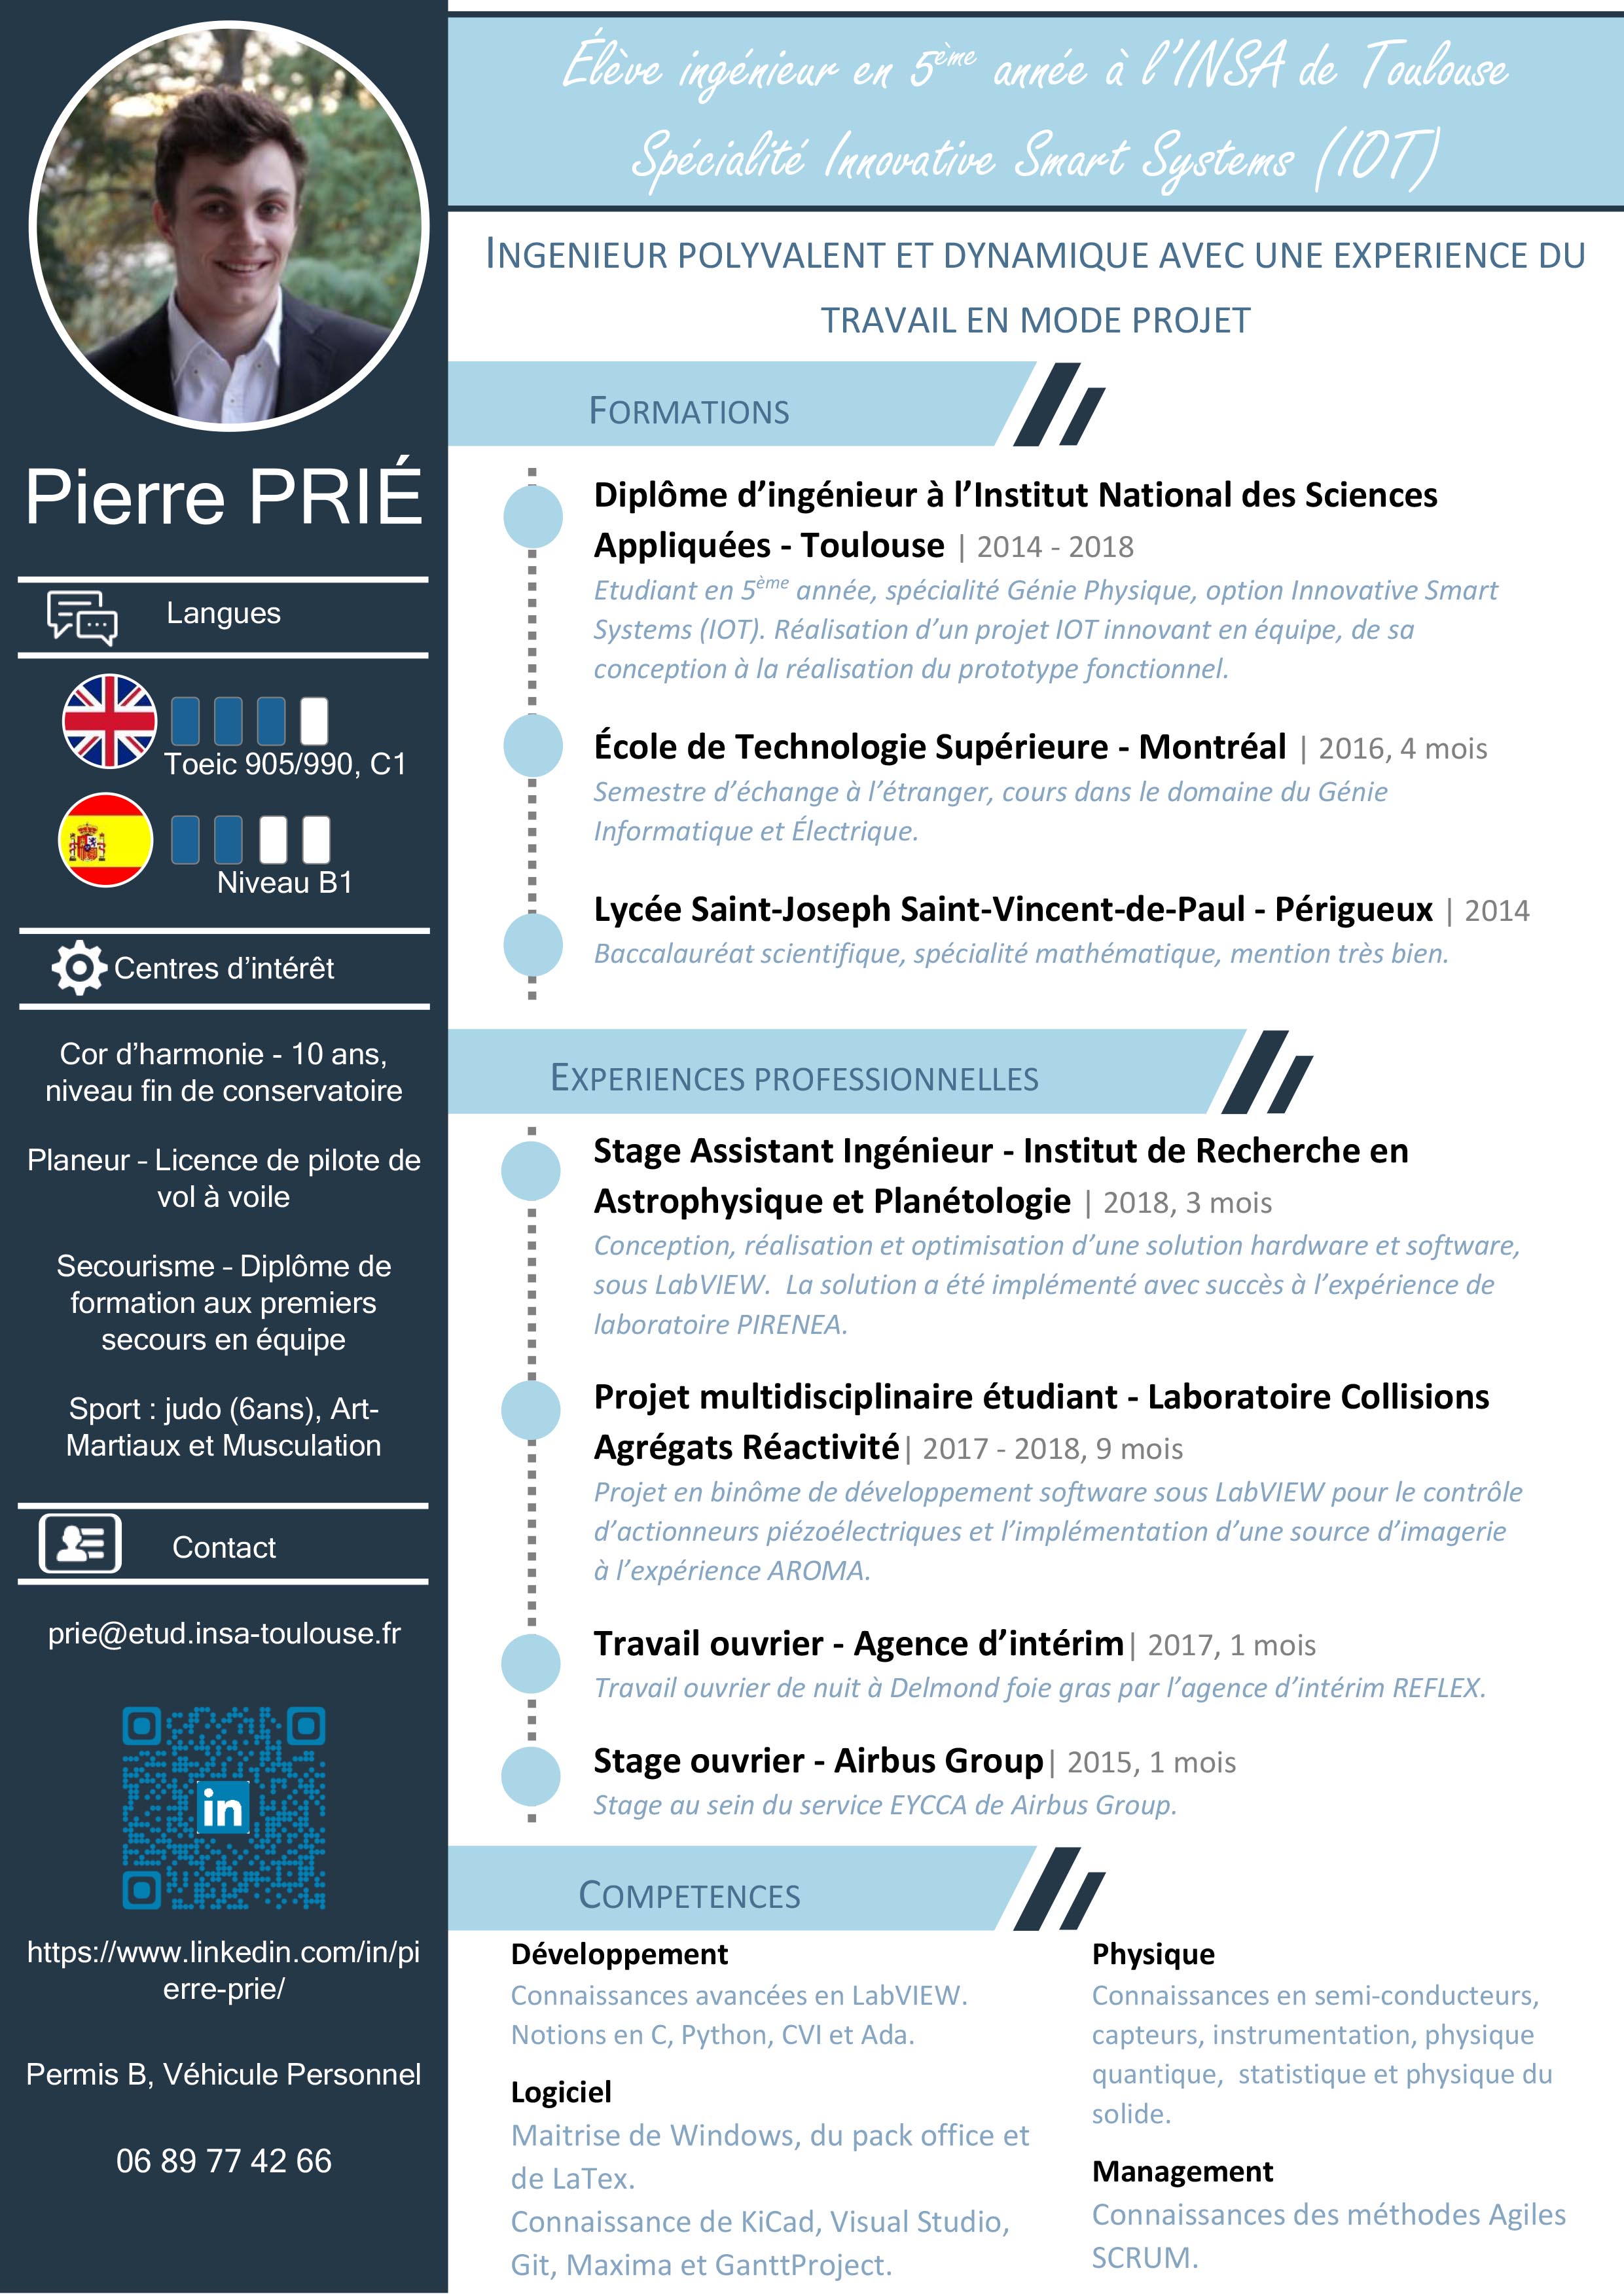 Élève ingénieur en 5ème année à l'INSA de Toulouse
Spécialité Innovative Smart Systems (IOT)
INGENIEUR POLYVALENT ET DYNAMIQUE AVEC UNE EXPERIENCE DU
TRAVAIL EN MODE PROJET
Pierre PRIÉ
Langues
Toeic 905/990, C1
Niveau B1
Centres d'intérêt
Cor d'harmonie - 10 ans,
niveau fin de conservatoire
Planeur - Licence de pilote de
vol à voile
Secourisme - Diplôme de
formation aux premiers
secours en équipe
Sport : judo (6ans), Art-
Martiaux et Musculation
Contact
prie@etud.insa-toulouse.fr
in
https://www.linkedin.com/in/pi
erre-prie/
Permis B, Véhicule Personnel
06 89 77 42 66
FORMATIONS
Diplôme d'ingénieur à l'Institut National des Sciences
Appliquées - Toulouse | 2014 - 2018
Etudiant en 5ème année, spécialité Génie Physique, option Innovative Smart
Systems (IOT). Réalisation d'un projet IOT innovant en équipe, de sa
conception à la réalisation du prototype fonctionnel.
École de Technologie Supérieure - Montréal | 2016, 4 mois
Semestre d'échange à l'étranger, cours dans le domaine du Génie
Informatique et Électrique.
Lycée Saint-Joseph Saint-Vincent-de-Paul - Périgueux | 2014
Baccalauréat scientifique, spécialité mathématique, mention très bien.
EXPERIENCES PROFESSIONNELLES
Stage Assistant Ingénieur - Institut de Recherche en
Astrophysique et Planétologie | 2018, 3 mois
Conception, réalisation et optimisation d'une solution hardware et software,
sous LabVIEW. La solution a été implémenté avec succès à l'expérience de
laboratoire PIRENEA.
Projet multidisciplinaire étudiant - Laboratoire Collisions
Agrégats Réactivité| 2017 - 2018, 9 mois
Projet en binôme de développement software sous LabVIEW pour le contrôle
d'actionneurs piézoélectriques et l'implémentation d'une source d'imagerie
à l'expérience AROMA.
Travail ouvrier - Agence d'intérim| 2017, 1 mois
Travail ouvrier de nuit à Delmond foie gras par l'agence d'intérim REFLEX.
Stage ouvrier - Airbus Group| 2015, 1 mois
Stage au sein du service EYCCA de Airbus Group.
COMPETENCES
Développement
Connaissances avancées en LabVIEW.
Notions en C, Python, CVI et Ada.
Logiciel
Maitrise de Windows, du pack office et
de LaTex.
Connaissance de KiCad, Visual Studio,
Git, Maxima et GanttProject.
Physique
Connaissances en semi-conducteurs,
capteurs, instrumentation, physique
quantique, statistique et physique du
solide.
Management
Connaissances des méthodes Agiles
SCRUM.